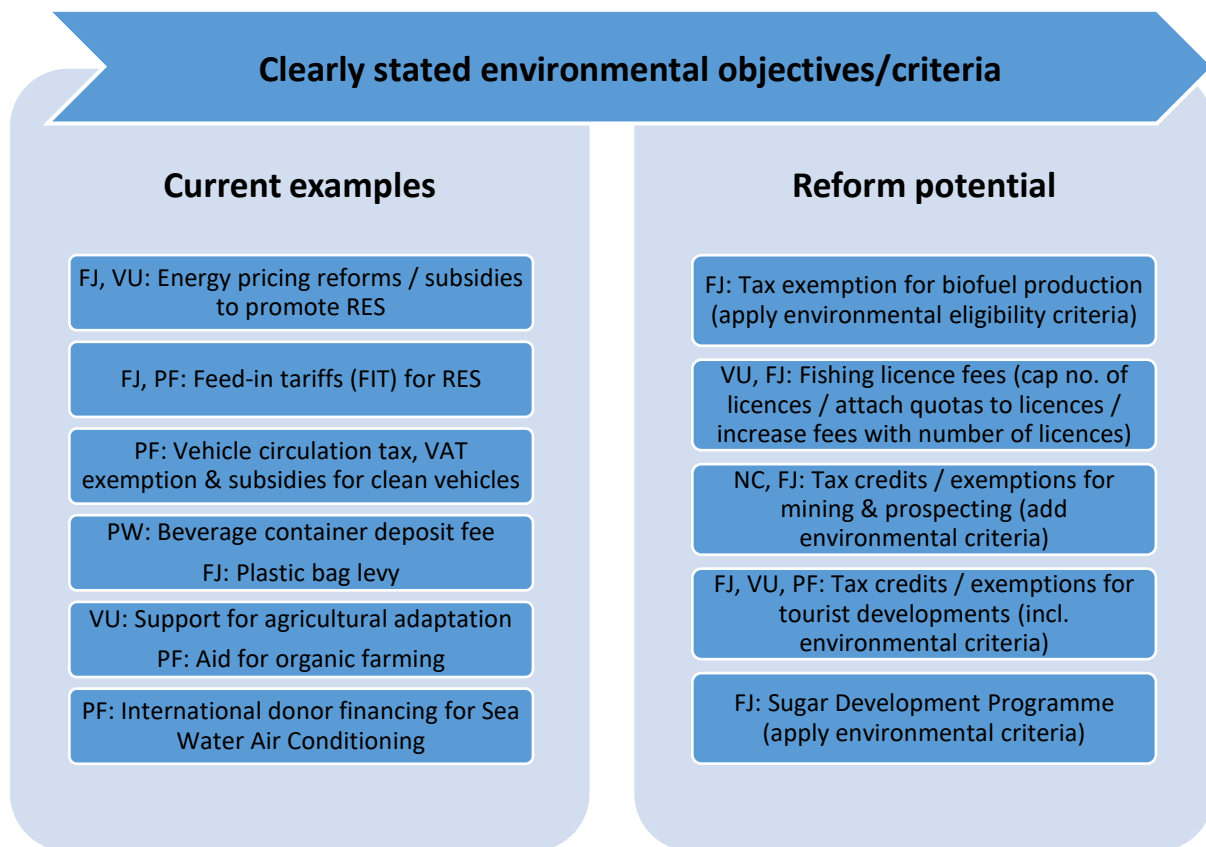 Clearly stated environmental objectives/criteria
Current examples
FJ, VU: Energy pricing reforms / subsidies
to promote RES
FJ, PF: Feed-in tariffs (FIT) for RES
PF: Vehicle circulation tax, VAT
exemption & subsidies for clean vehicles
PW: Beverage container deposit fee
FJ: Plastic bag levy
VU: Support for agricultural adaptation
PF: Aid for organic farming
PF: International donor financing for Sea
Water Air Conditioning
Reform potential
FJ: Tax exemption for biofuel production
(apply environmental eligibility criteria)
VU, FJ: Fishing licence fees (cap no. of
licences / attach quotas to licences /
increase fees with number of licences)
NC, FJ: Tax credits / exemptions for
mining & prospecting (add
environmental criteria)
FJ, VU, PF: Tax credits / exemptions for
tourist developments (incl.
environmental criteria)
FJ: Sugar Development Programme
(apply environmental criteria)